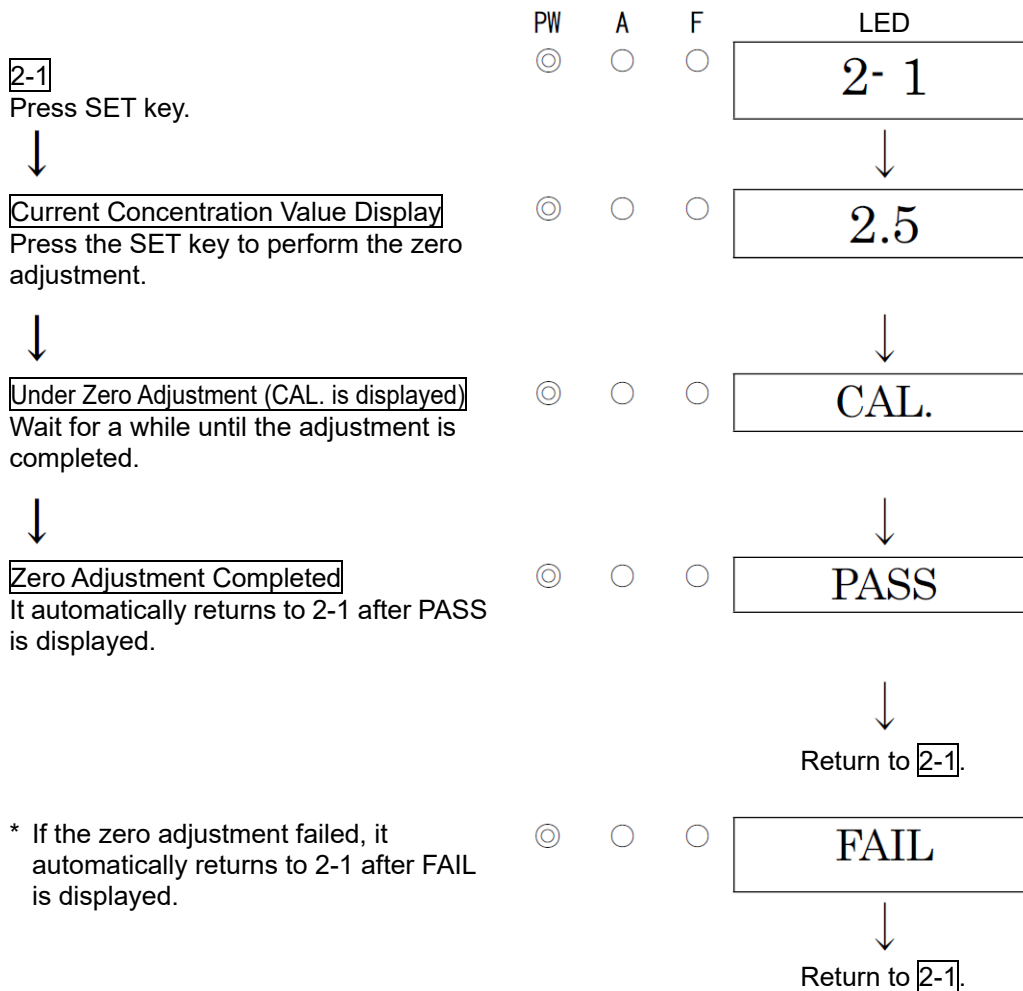 PW A F LED
2-1 2- 1
Press SET key.
Current Concentration Value Display 2.5
Press the SET key to perform the zero
adjustment.
Under Zero Adjustment (CAL. is displayed) CAL.
Wait for a while until the adjustment is
completed.
Zero Adjustment Completed PASS
It automatically returns to 2-1 after PASS
is displayed.
Return to 2-1.
* If the zero adjustment failed, it FAIL
automatically returns to 2-1 after FAIL
is displayed.
Return to 2-1.